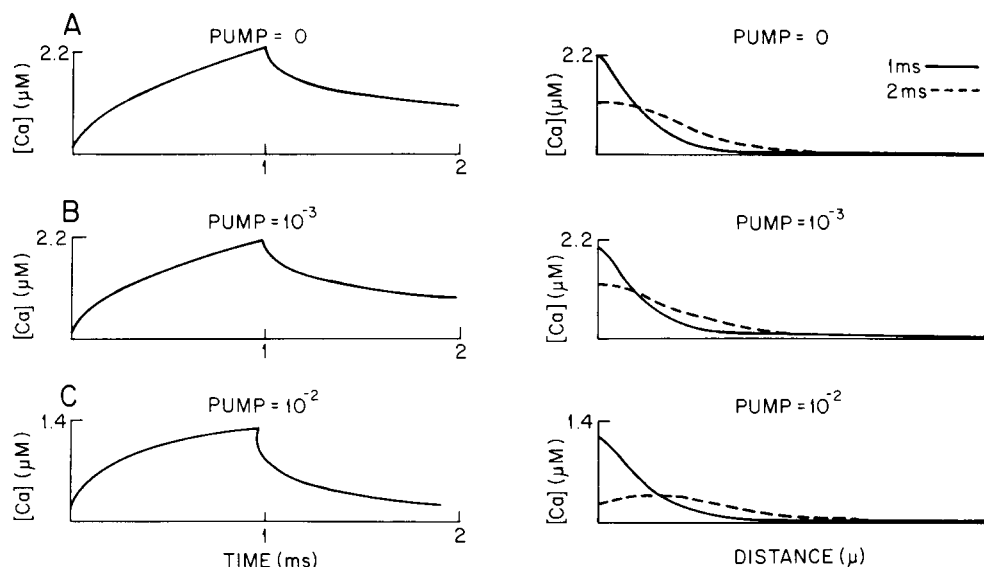 A
PUMP = 0
2.2
[Ca] (μM)
1
2
PUMP = 0
2.2
[Ca] (μM)
1ms
2ms
B
PUMP = 10⁻³
2.2
[Ca] (μM)
1
2
PUMP = 10⁻³
2.2
[Ca] (μM)
C
PUMP = 10⁻²
1.4
[Ca] (μM)
1
2
TIME (ms)
PUMP = 10⁻²
1.4
[Ca] (μM)
DISTANCE (μ)